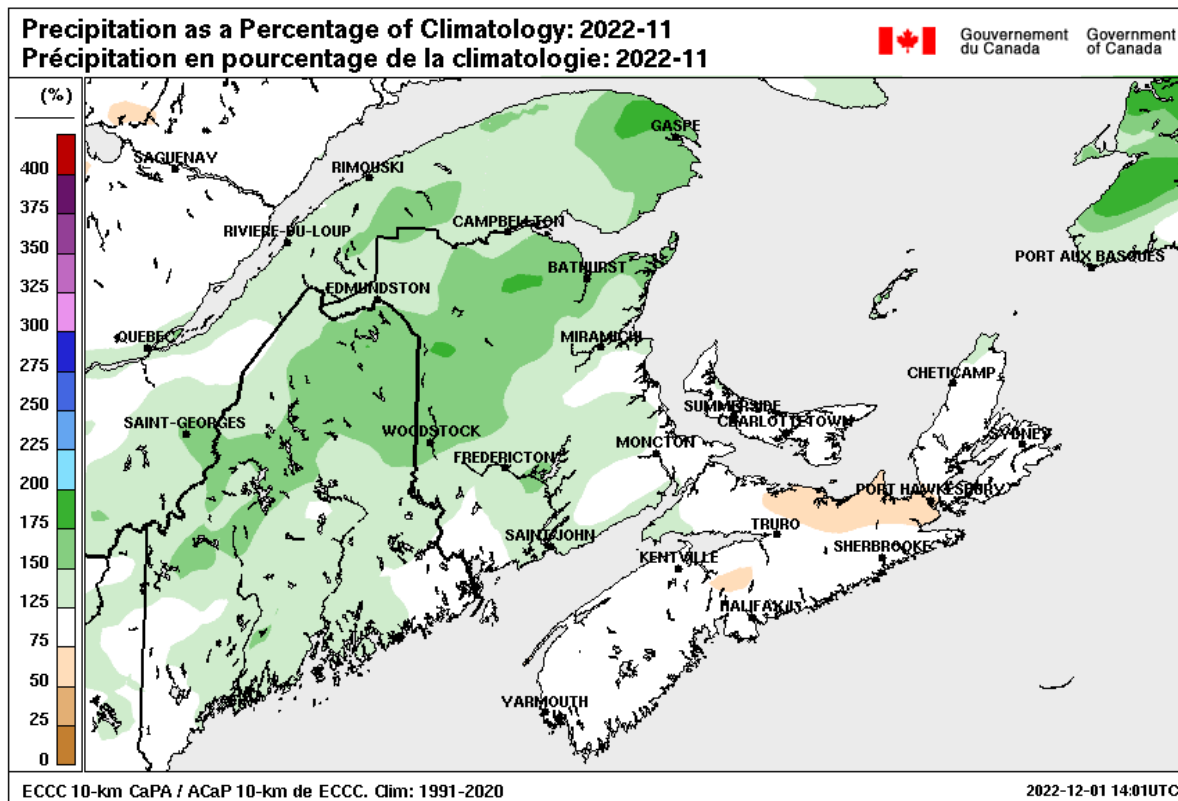 Precipitation as a Percentage of Climatology: 2022-11
Précipitation en pourcentage de la climatologie: 2022-11
Gouvernement du Canada
Government of Canada
(%)
400
375
350
325
300
275
250
225
200
175
150
125
75
50
25
0
GASPE
SAGUENAY
RIMOUSKI
CAMPBELLTON
RIVIERE-DU-LOUP
PORT AUX BASQUES
BATHURST
EDMUNDSTON
QUEBEC
MIRAMICHI
CHETICAMP
SUMMERSIDE
CHARLOTTETOWN
SAINT-GEORGES
WOODSTOCK
MONCTON
SYDNEY
FREDERICTON
PORT HAWKESBURY
TRURO
SAINT JOHN
SHERBROOKE
KENTVILLE
HALIFAX
YARMOUTH
ECCC 10-km CaPA / ACaP 10-km de ECCC. Clim: 1991-2020
2022-12-01 14:01UTC